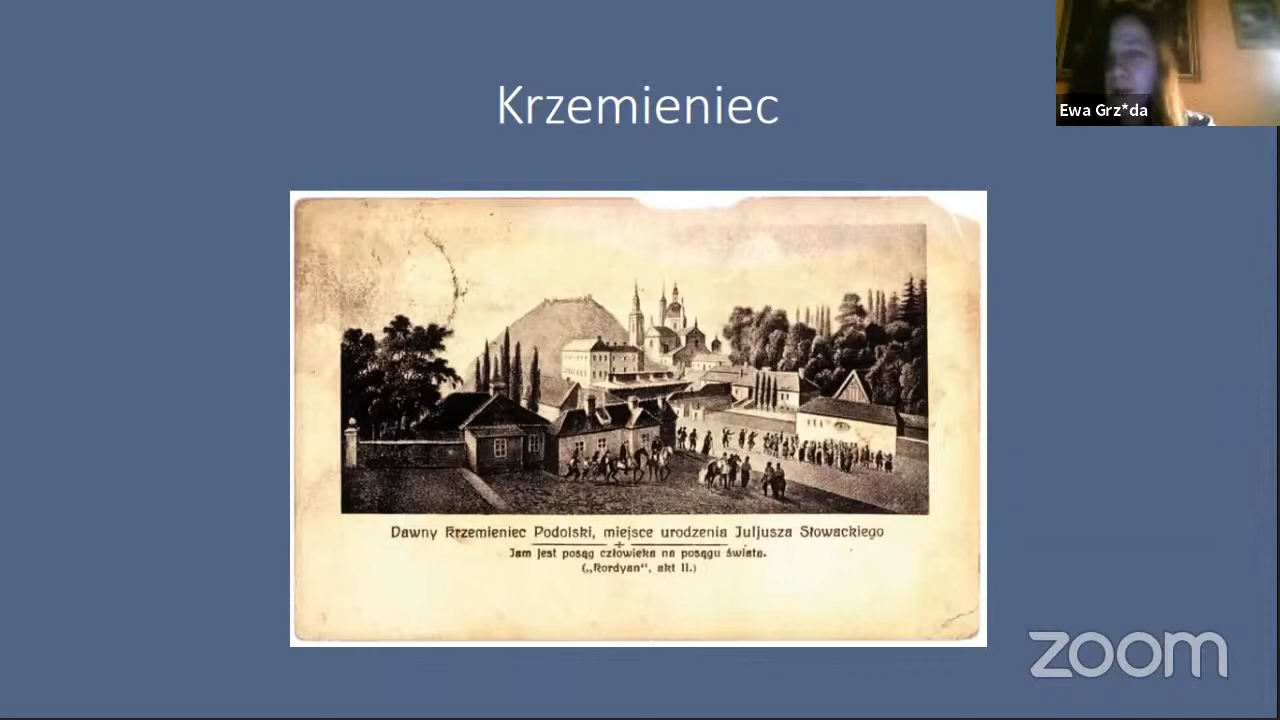 Krzemieniec
Ewa Grz*da
Dawny Krzemieniec Podolski, miejsce urodzenia Juljusza Słowackiego
Jam jest posąg człowieka na posągu świata.
(„Kordyan“, akt II.)
zoom